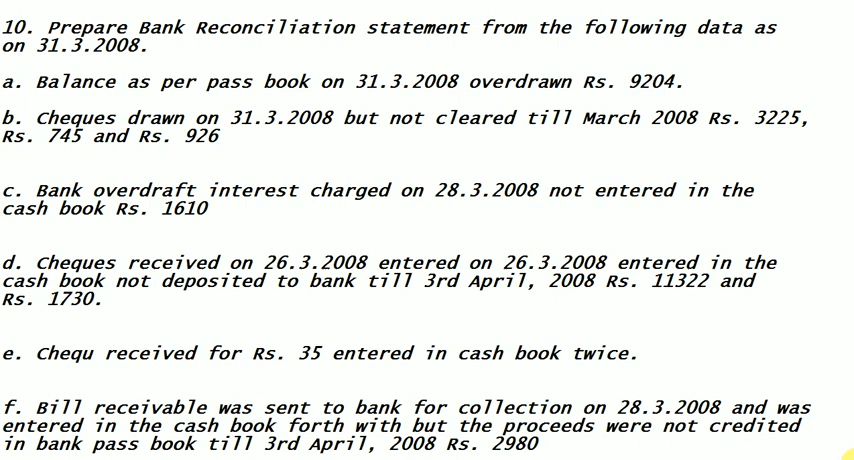 10. Prepare Bank Reconciliation statement from the following data as
on 31.3.2008.
a. Balance as per pass book on 31.3.2008 overdrawn Rs. 9204.
b. Cheques drawn on 31.3.2008 but not cleared till March 2008 Rs. 3225,
Rs. 745 and Rs. 926
c. Bank overdraft interest charged on 28.3.2008 not entered in the
cash book Rs. 1610
d. Cheques received on 26.3.2008 entered on 26.3.2008 entered in the
cash book not deposited to bank till 3rd April, 2008 Rs. 11322 and
Rs. 1730.
e. Chequ received for Rs. 35 entered in cash book twice.
f. Bill receivable was sent to bank for collection on 28.3.2008 and was
entered in the cash book forth with but the proceeds were not credited
in bank pass book till 3rd April, 2008 Rs. 2980